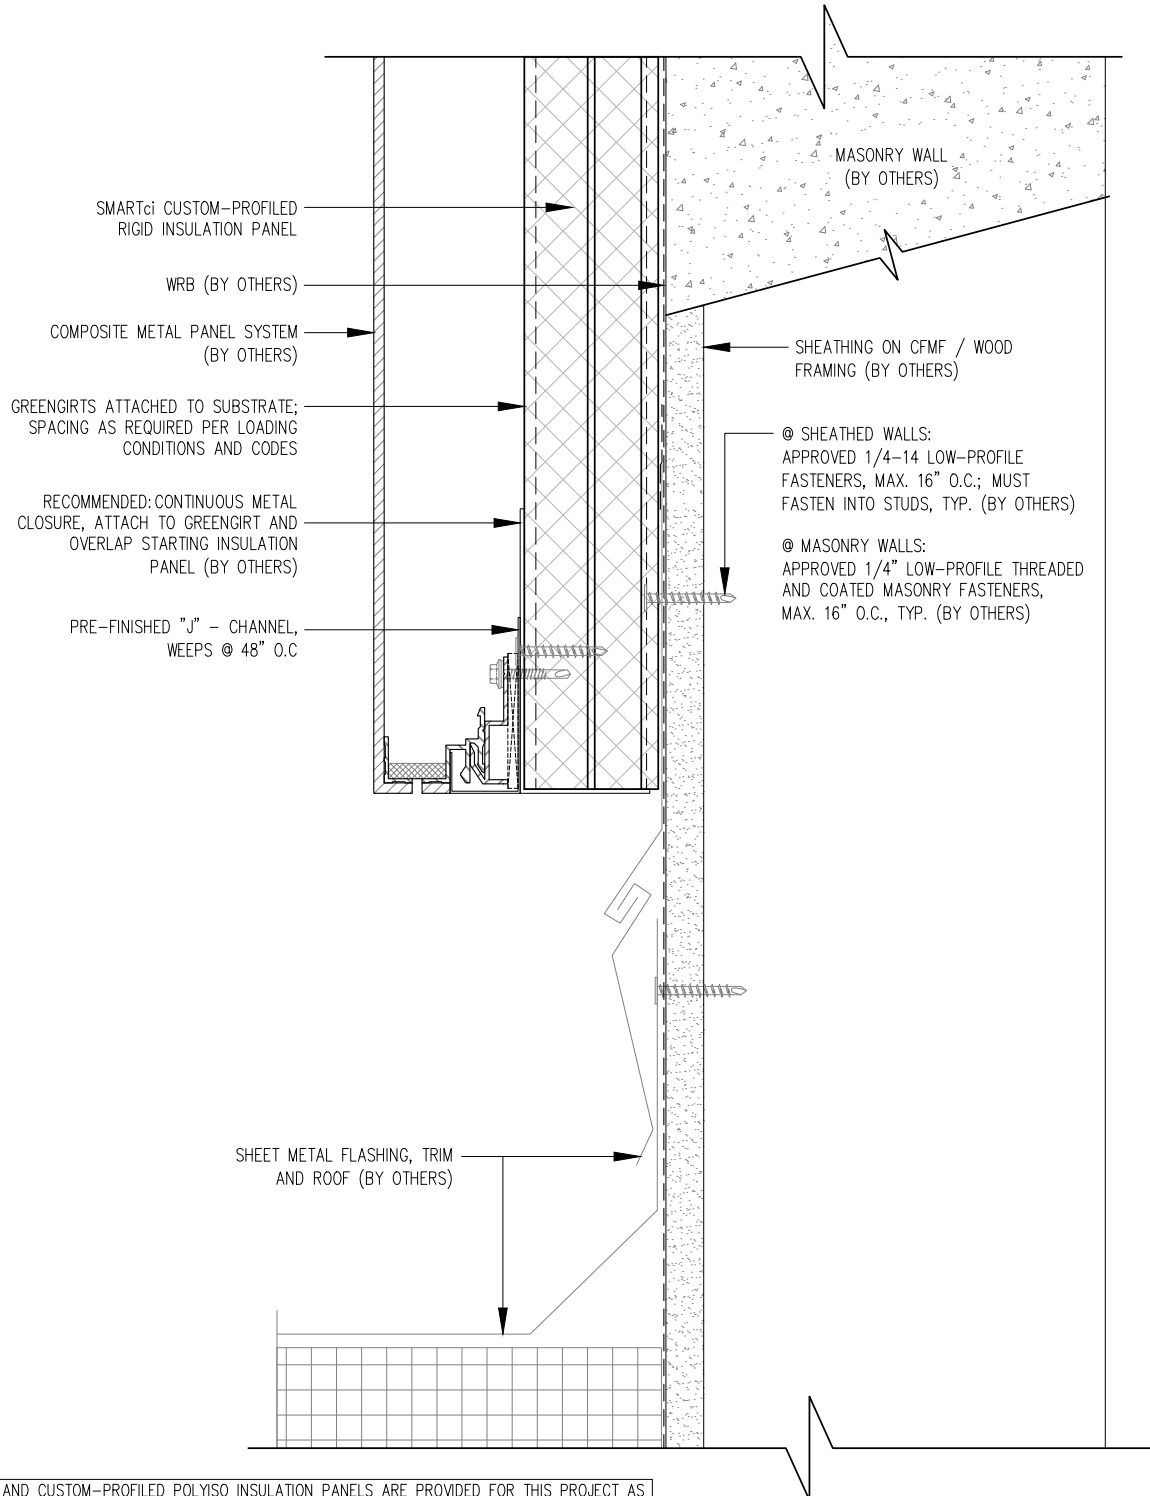 MASONRY WALL
(BY OTHERS)
SMARTci CUSTOM-PROFILED
RIGID INSULATION PANEL
WRB (BY OTHERS)
COMPOSITE METAL PANEL SYSTEM
(BY OTHERS)
SHEATHING ON CFMF / WOOD
FRAMING (BY OTHERS)
GREENGIRTS ATTACHED TO SUBSTRATE;
SPACING AS REQUIRED PER LOADING
CONDITIONS AND CODES
@ SHEATHED WALLS:
APPROVED 1/4-14 LOW-PROFILE
FASTENERS, MAX. 16" O.C.; MUST
FASTEN INTO STUDS, TYP. (BY OTHERS)
RECOMMENDED: CONTINUOUS METAL
CLOSURE, ATTACH TO GREENGIRT AND
OVERLAP STARTING INSULATION
PANEL (BY OTHERS)
@ MASONRY WALLS:
APPROVED 1/4" LOW-PROFILE THREADED
AND COATED MASONRY FASTENERS,
MAX. 16" O.C., TYP. (BY OTHERS)
PRE-FINISHED "J" - CHANNEL,
WEEPS @ 48" O.C
SHEET METAL FLASHING, TRIM
AND ROOF (BY OTHERS)
AND CUSTOM-PROFILED POLYISO INSULATION PANELS ARE PROVIDED FOR THIS PROJECT AS